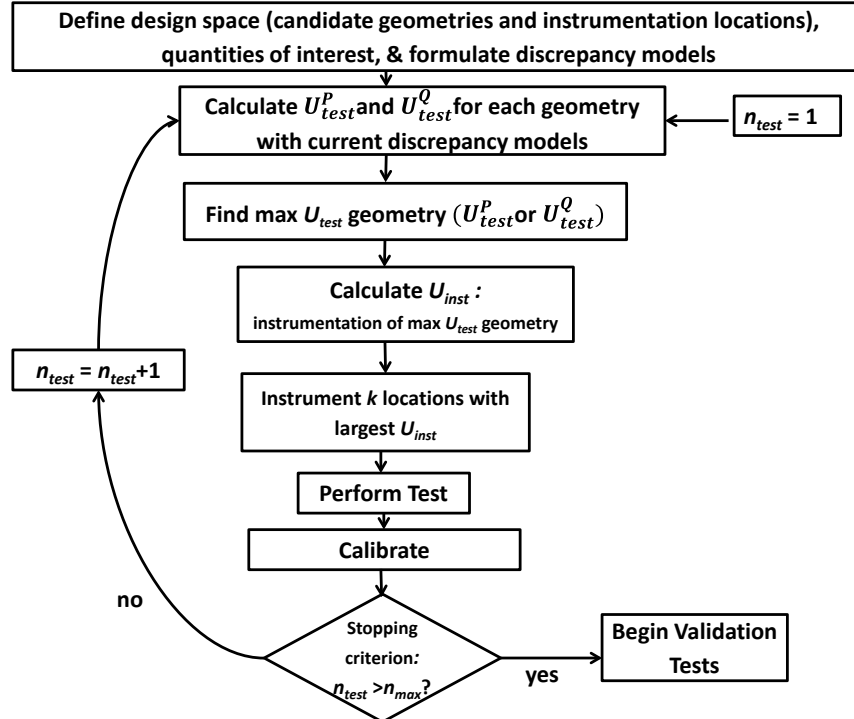 Define design space (candidate geometries and instrumentation locations),
quantities of interest, & formulate discrepancy models
Calculate U^P_test and U^Q_test for each geometry
with current discrepancy models
n_test = 1
Find max U_test geometry (U^P_test or U^Q_test)
Calculate U_inst :
instrumentation of max U_test geometry
n_test = n_test+1
Instrument k locations with
largest U_inst
Perform Test
Calibrate
no
Stopping
criterion:
n_test >n_max?
yes
Begin Validation
Tests